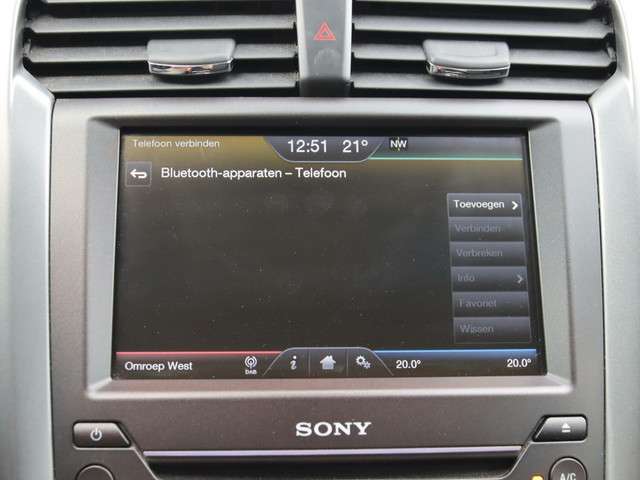 Telefoon verbinden
12:51 21° NW
Bluetooth-apparaten – Telefoon
Toevoegen
Verbinden
Verbreken
Info
Favoriet
Wissen
Omroep West DAB i 20.0° 20.0°
SONY
A/C